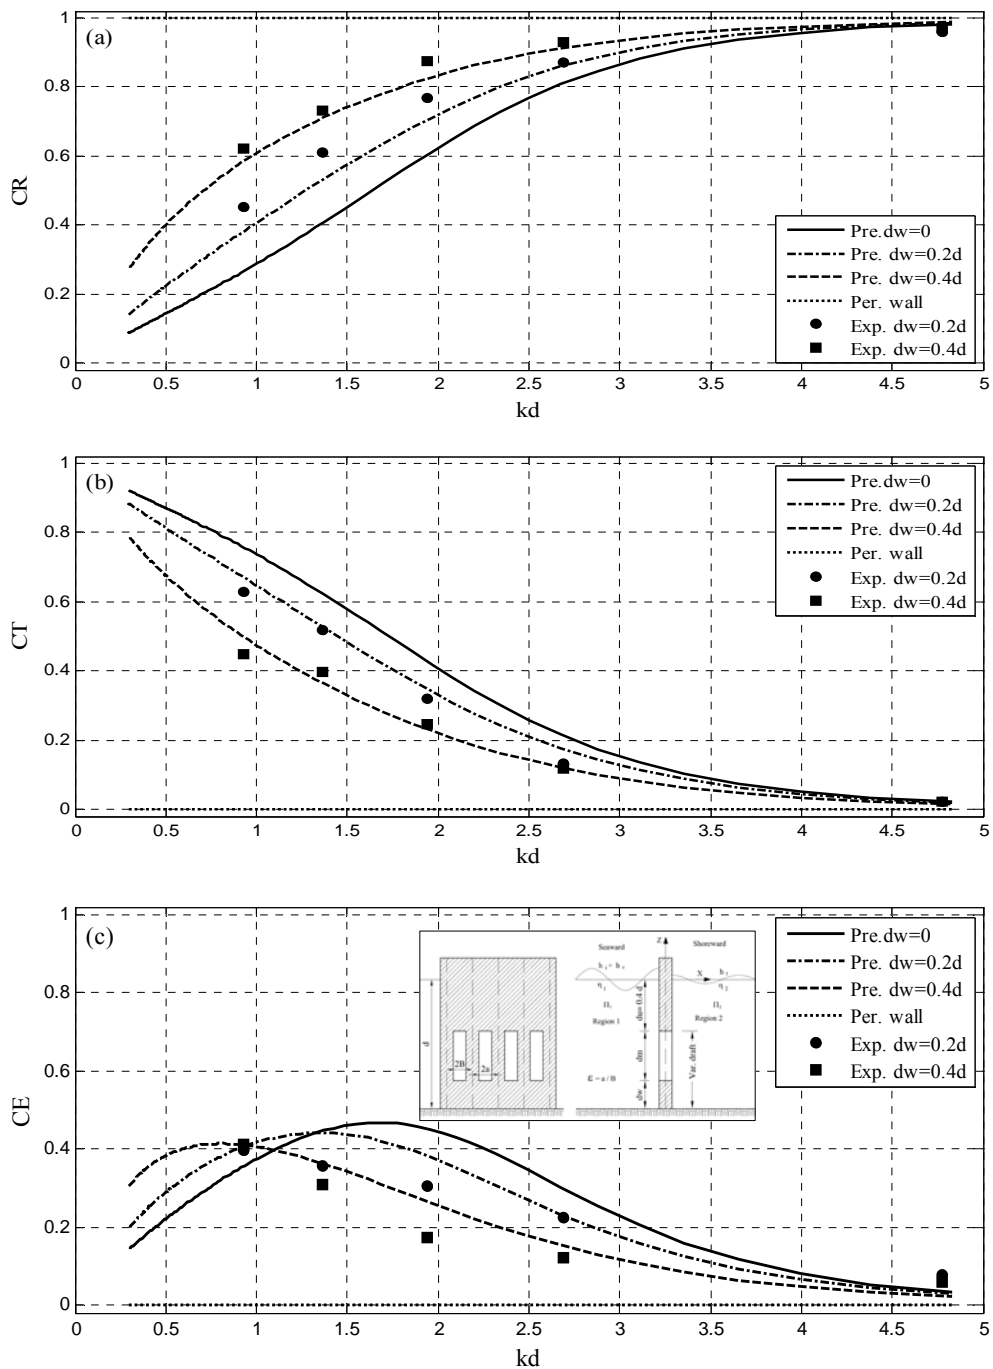 (a)
1
0.8
0.6
0.4
0.2
0
CR
Pre.dw=0
Pre. dw=0.2d
Pre. dw=0.4d
Per. wall
Exp. dw=0.2d
Exp. dw=0.4d
0 0.5 1 1.5 2 2.5 3 3.5 4 4.5 5
kd
(b)
1
0.8
0.6
0.4
0.2
0
CT
Pre.dw=0
Pre. dw=0.2d
Pre. dw=0.4d
Per. wall
Exp. dw=0.2d
Exp. dw=0.4d
0 0.5 1 1.5 2 2.5 3 3.5 4 4.5 5
kd
(c)
1
0.8
0.6
0.4
0.2
0
CE
Seaward
Z
Shoreward
X
Region 1
Region 2
d
2B
2a
ε = a / B
dm
dw
Var. draft
Pre.dw=0
Pre. dw=0.2d
Pre. dw=0.4d
Per. wall
Exp. dw=0.2d
Exp. dw=0.4d
0 0.5 1 1.5 2 2.5 3 3.5 4 4.5 5
kd